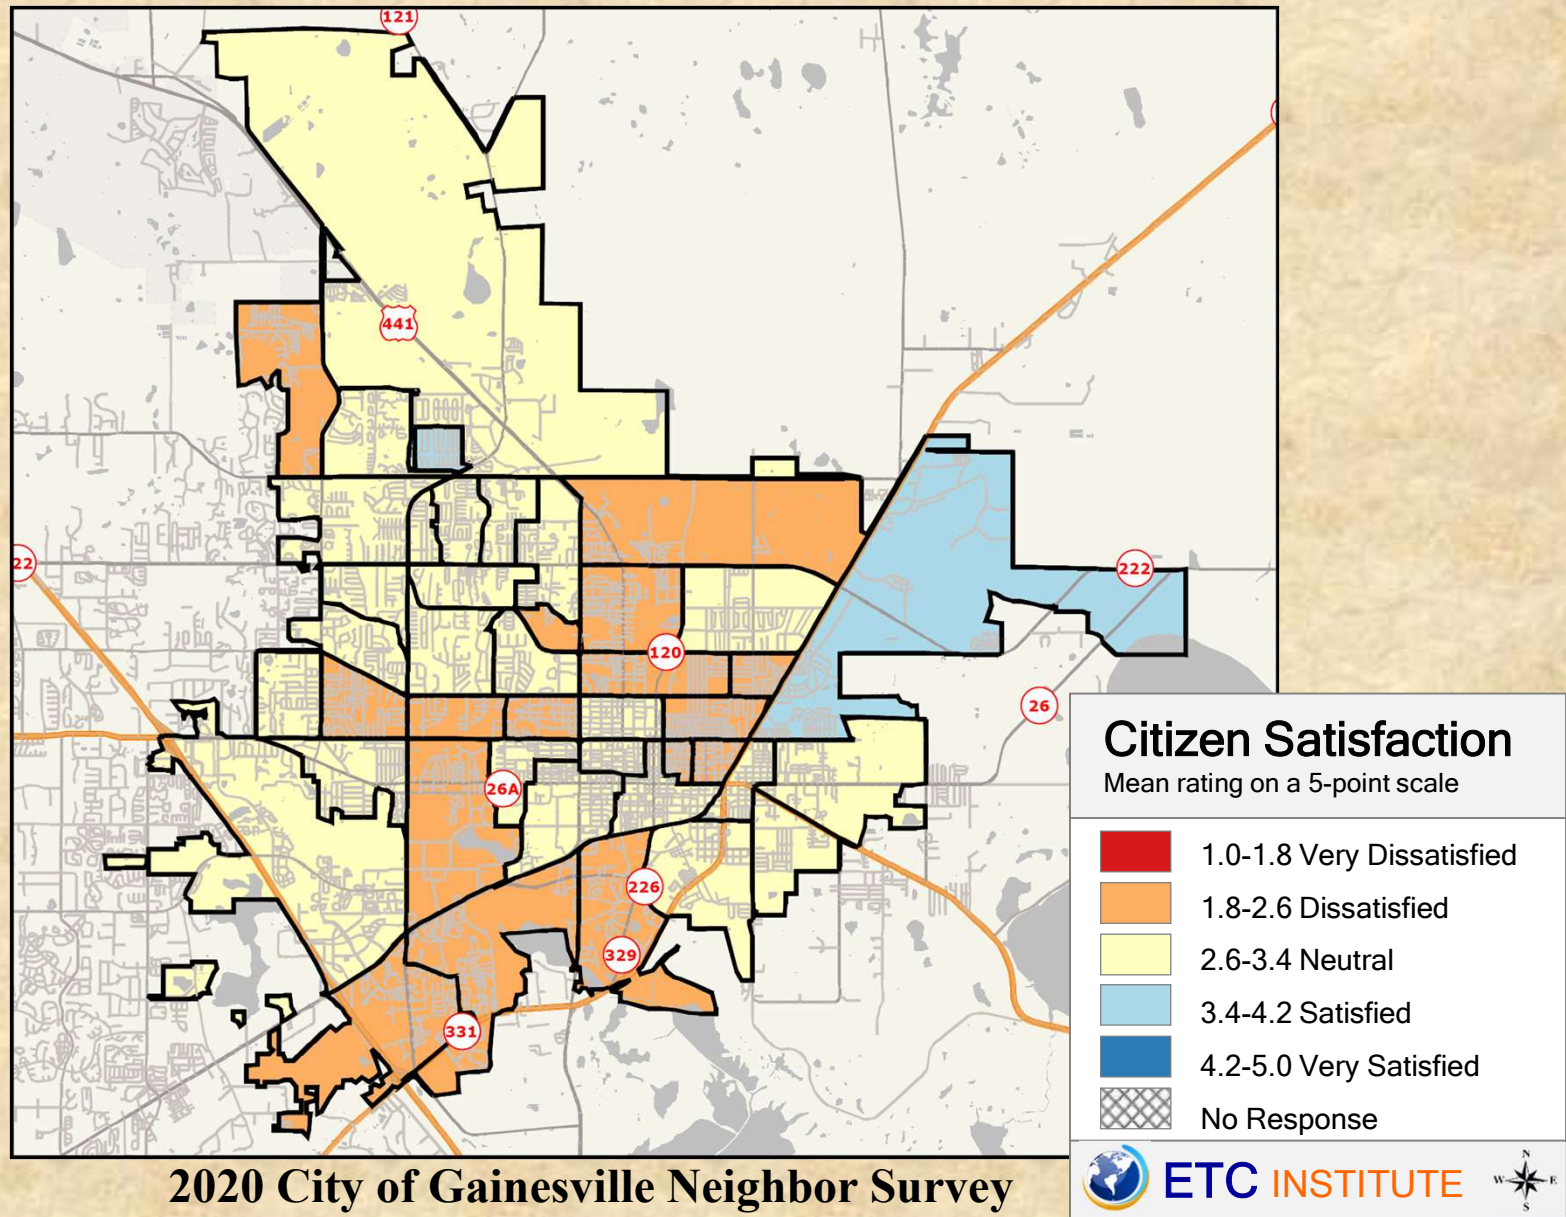 121
441
22
222
120
26
26A
226
329
331
Citizen Satisfaction
Mean rating on a 5-point scale
1.0-1.8 Very Dissatisfied
1.8-2.6 Dissatisfied
2.6-3.4 Neutral
3.4-4.2 Satisfied
4.2-5.0 Very Satisfied
No Response
ETC INSTITUTE
N
W E
S
2020 City of Gainesville Neighbor Survey